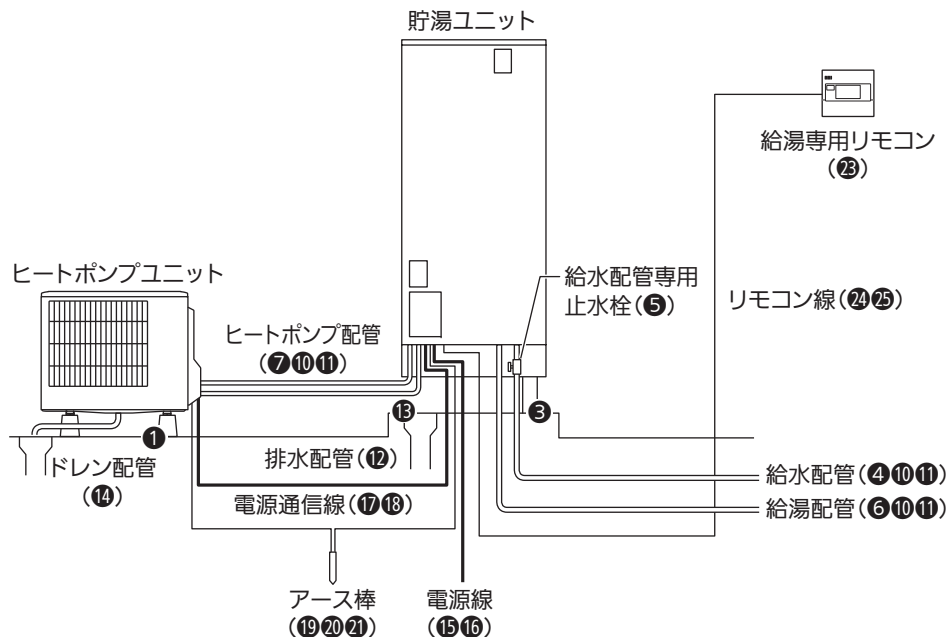 貯湯ユニット
給湯専用リモコン
(㉓)
ヒートポンプユニット
給水配管専用
止水栓(❺)
リモコン線(㉔㉕)
ヒートポンプ配管
(❼❿⓫)
⓭
❸
❶
排水配管(⓬)
ドレン配管
(⓮)
給水配管(❹❿⓫)
電源通信線(⓱⓲)
給湯配管(❻❿⓫)
アース棒
(⓳⓴㉑)
電源線
(⓯⓰)